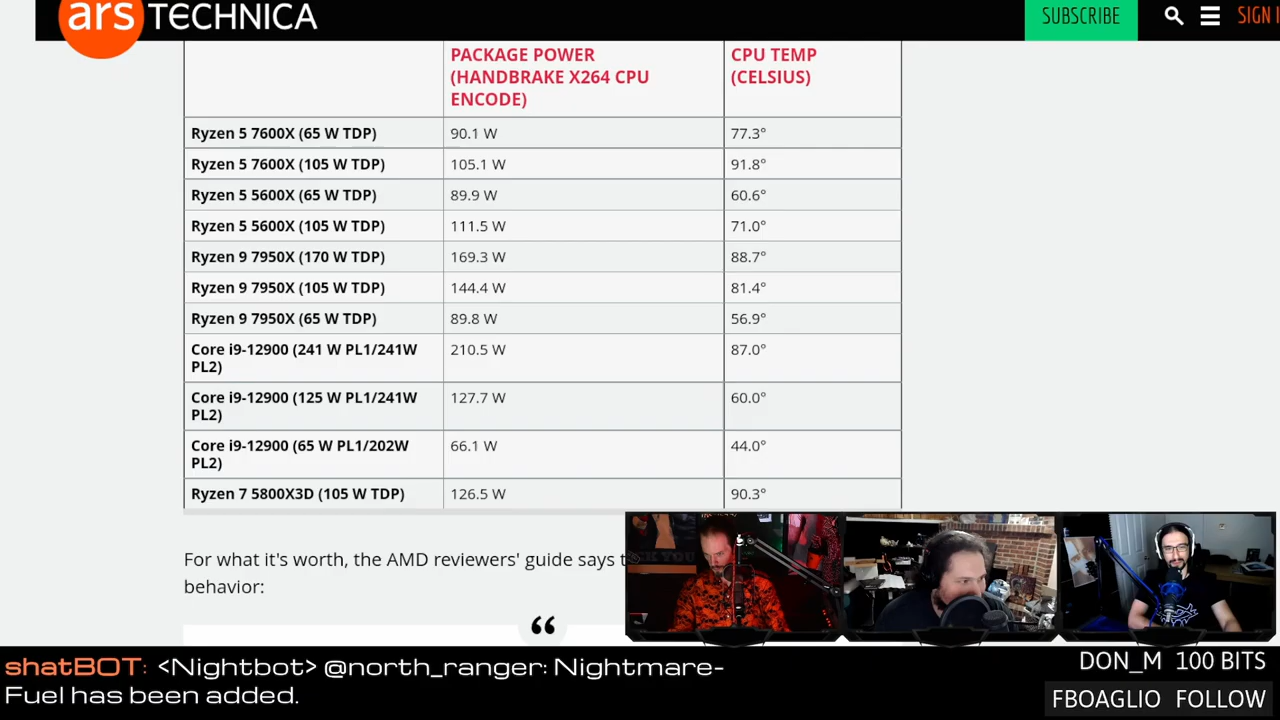 ars TECHNICA
SUBSCRIBE
SIGN I
PACKAGE POWER
(HANDBRAKE X264 CPU
ENCODE)
CPU TEMP
(CELSIUS)
Ryzen 5 7600X (65 W TDP) 90.1 W 77.3°
Ryzen 5 7600X (105 W TDP) 105.1 W 91.8°
Ryzen 5 5600X (65 W TDP) 89.9 W 60.6°
Ryzen 5 5600X (105 W TDP) 111.5 W 71.0°
Ryzen 9 7950X (170 W TDP) 169.3 W 88.7°
Ryzen 9 7950X (105 W TDP) 144.4 W 81.4°
Ryzen 9 7950X (65 W TDP) 89.8 W 56.9°
Core i9-12900 (241 W PL1/241W
PL2) 210.5 W 87.0°
Core i9-12900 (125 W PL1/241W
PL2) 127.7 W 60.0°
Core i9-12900 (65 W PL1/202W
PL2) 66.1 W 44.0°
Ryzen 7 5800X3D (105 W TDP) 126.5 W 90.3°
For what it's worth, the AMD reviewers' guide says
behavior:
“
shatBOT: <Nightbot> @north_ranger: Nightmare-
Fuel has been added.
DON_M 100 BITS
FBOAGLIO FOLLOW